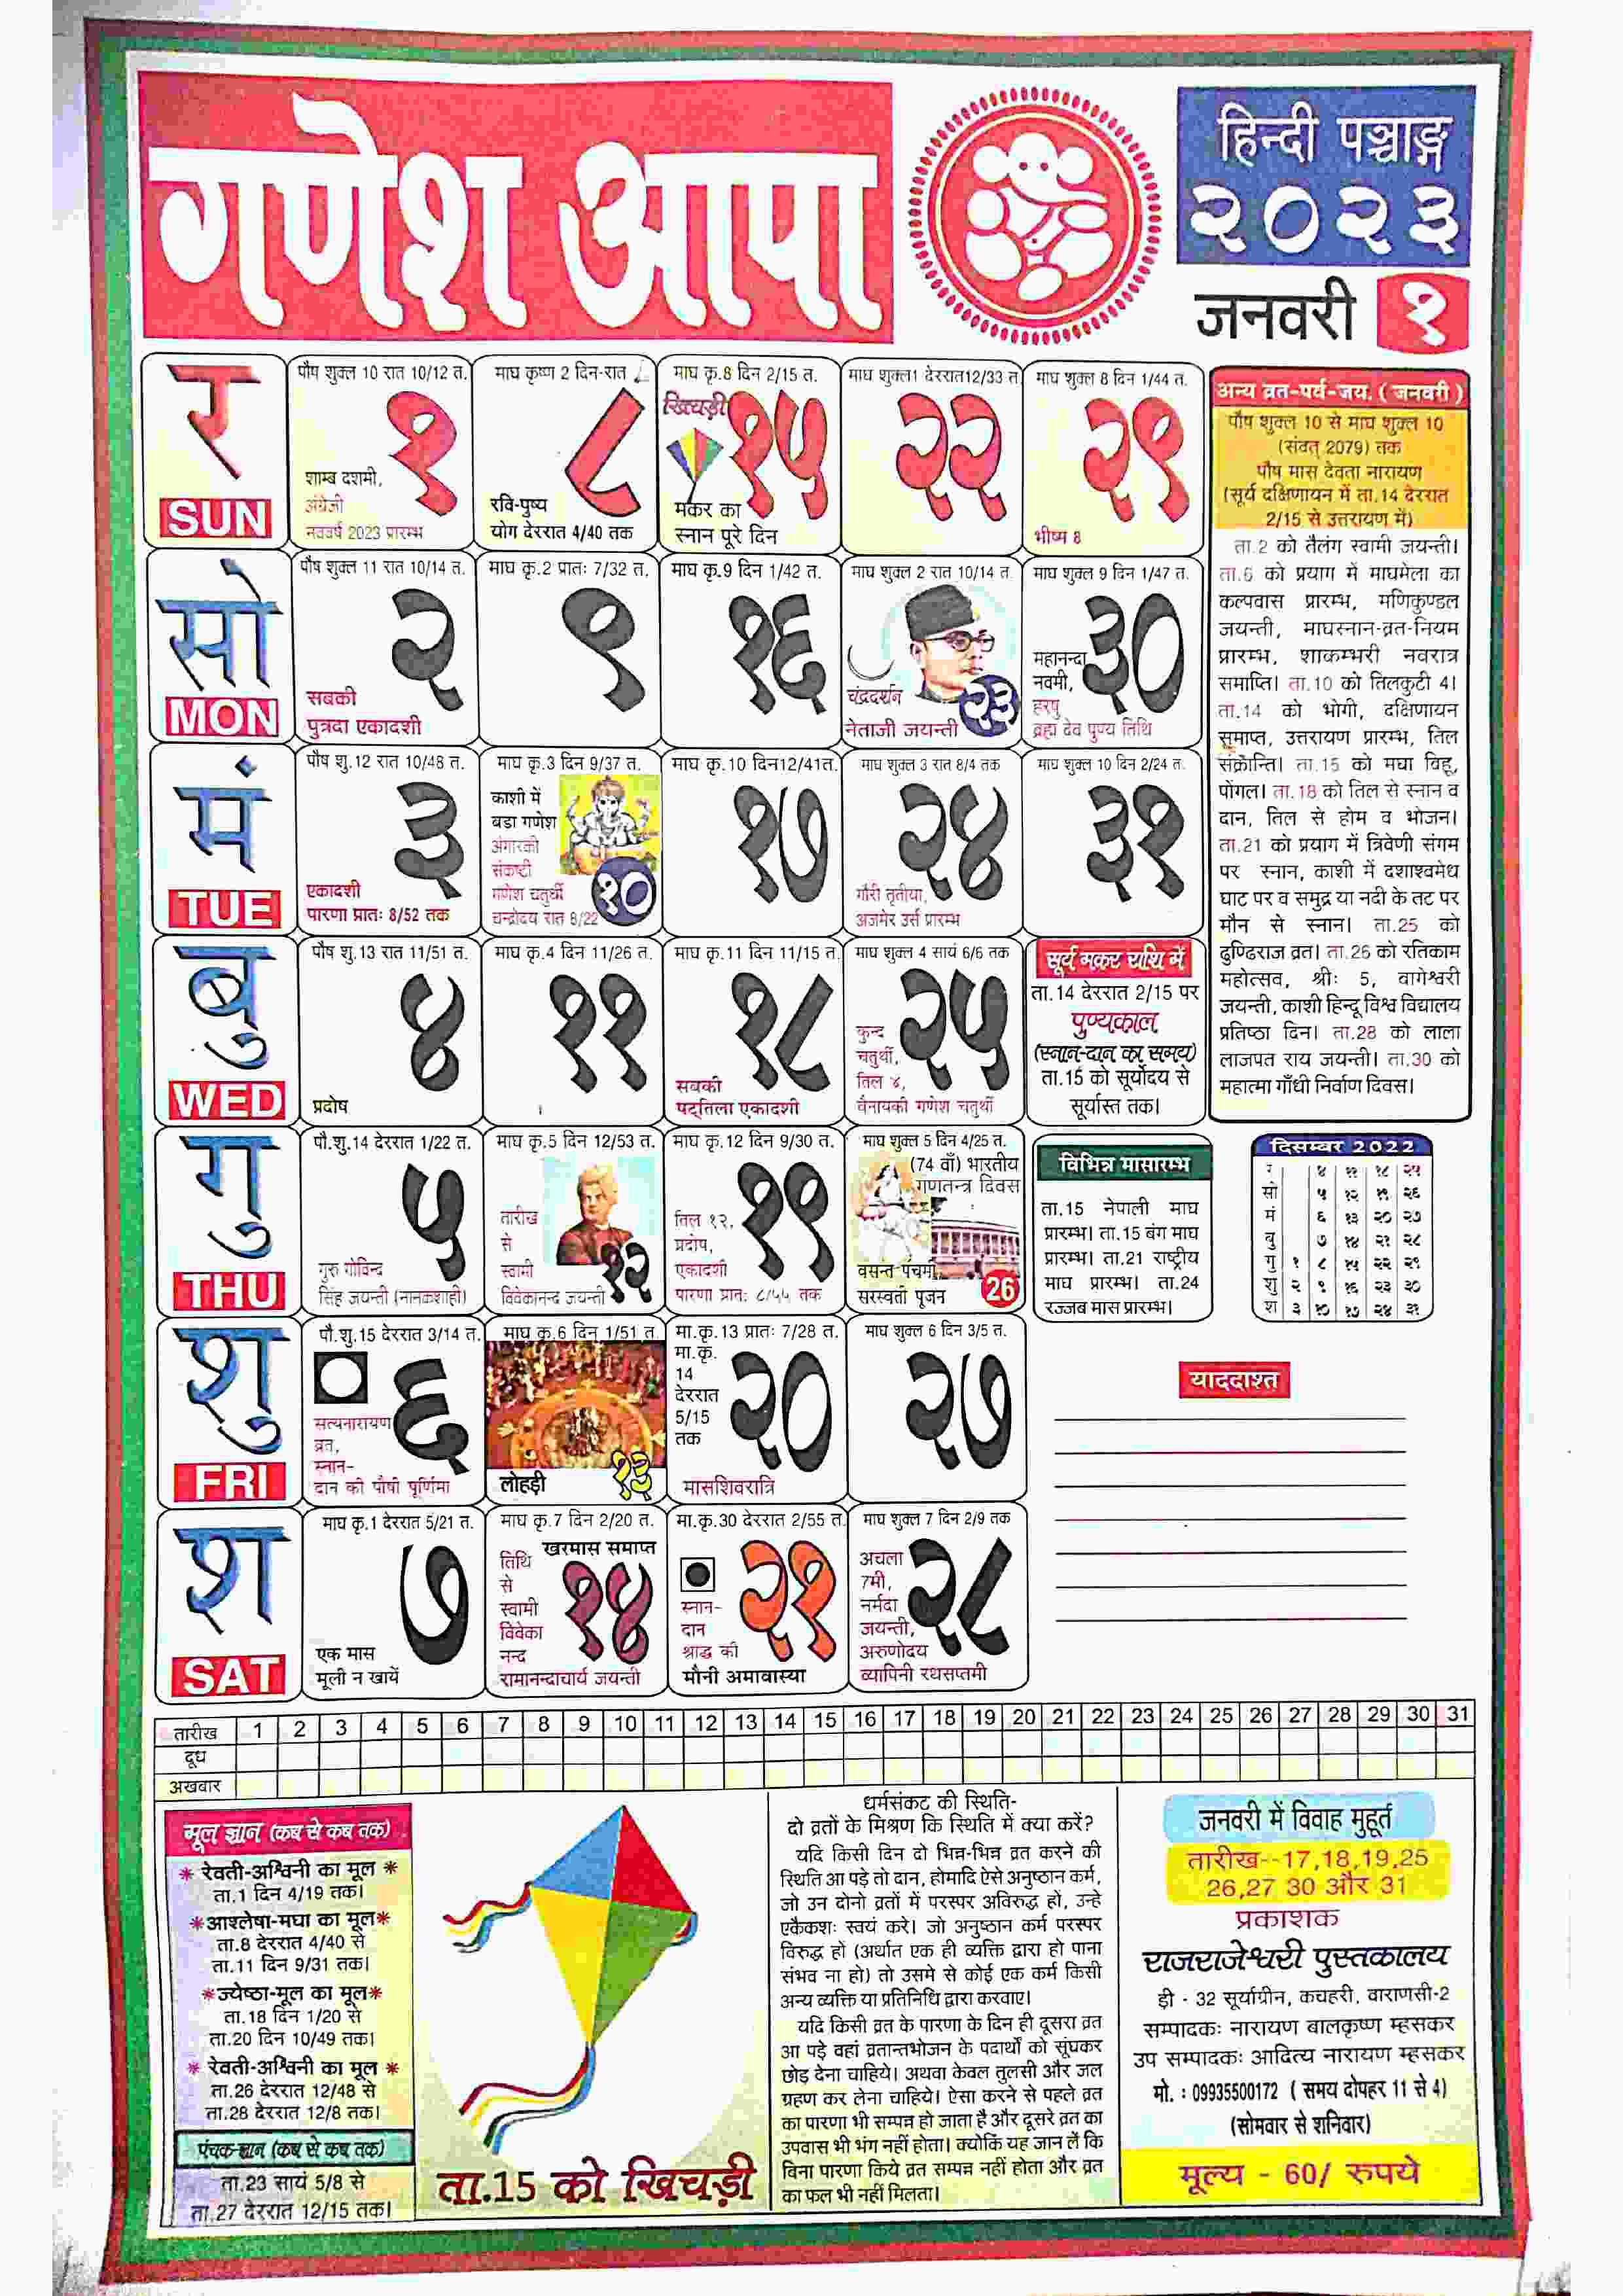 गणेश आपा
हिन्दी पञ्चाङ्ग
२०२३
जनवरी १
र
SUN
पौष शुक्ल 10 रात 10/12 त.
१
शाम्ब दशमी,
अंग्रेजी
नववर्ष 2023 प्रारम्भ
माघ कृष्ण 2 दिन-रात
८
रवि-पुष्य
योग देररात 4/40 तक
माघ कृ.8 दिन 2/15 त.
खिचड़ी
१५
मकर का
स्नान पूरे दिन
माघ शुक्ल1 देररात12/33 त.
२२
माघ शुक्ल 8 दिन 1/44 त.
२९
भीष्म 8
सो
MON
पौष शुक्ल 11 रात 10/14 त.
२
सबकी
पुत्रदा एकादशी
माघ कृ.2 प्रातः 7/32 त.
९
माघ कृ.9 दिन 1/42 त.
१६
माघ शुक्ल 2 रात 10/14 त.
चंद्रदर्शन
२३
नेताजी जयन्ती
माघ शुक्ल 9 दिन 1/47 त.
३०
महानन्दा
नवमी,
हरषु
ब्रह्म देव पुण्य तिथि
मं
TUE
पौष शु.12 रात 10/48 त.
३
एकादशी
पारणा प्रातः 8/52 तक
माघ कृ.3 दिन 9/37 त.
काशी में
बडा गणेश
अंगारकी
संकष्टी
गणेश चतुर्थी
१०
चन्द्रोदय रात 8/22
माघ कृ.10 दिन12/41त.
१७
माघ शुक्ल 3 रात 8/4 तक
२४
गौरी तृतीया,
अजमेर उर्स प्रारम्भ
माघ शुक्ल 10 दिन 2/24 त.
३१
बु
WED
पौष शु.13 रात 11/51 त.
४
प्रदोष
माघ कृ.4 दिन 11/26 त.
११
माघ कृ.11 दिन 11/15 त.
१८
सबकी
षट्तिला एकादशी
माघ शुक्ल 4 सायं 6/6 तक
२५
कुन्द
चतुर्थी,
तिल ४,
वैनायकी गणेश चतुर्थी
सूर्य मकर राशि में
ता.14 देररात 2/15 पर
पुण्यकाल
(स्नान-दान का समय)
ता.15 को सूर्योदय से
सूर्यास्त तक।
गु
THU
पौ.शु.14 देररात 1/22 त.
५
गुरु गोविन्द
सिंह जयन्ती (नानकशाही)
माघ कृ.5 दिन 12/53 त.
तारीख
से
स्वामी
१२
विवेकानन्द जयन्ती
माघ कृ.12 दिन 9/30 त.
१९
तिल १२,
प्रदोष,
एकादशी
पारणा प्रात: ८/५५ तक
माघ शुक्ल 5 दिन 4/25 त.
(74 वाँ) भारतीय
गणतन्त्र दिवस
वसन्त पंचमी
सरस्वती पूजन
26
विभिन्न मासारम्भ
ता.15 नेपाली माघ
प्रारम्भ। ता.15 बंग माघ
प्रारम्भ। ता.21 राष्ट्रीय
माघ प्रारम्भ। ता.24
रज्जब मास प्रारम्भ।
शु
FRI
पौ.शु.15 देररात 3/14 त.
६
सत्यनारायण
व्रत,
स्नान-
दान की पौषी पूर्णिमा
माघ कृ.6 दिन 1/51 त.
लोहड़ी
१३
मा.कृ.13 प्रातः 7/28 त.
मा.कृ.
14
देररात
5/15
तक
२०
मासशिवरात्रि
माघ शुक्ल 6 दिन 3/5 त.
२७
श
SAT
माघ कृ.1 देररात 5/21 त.
७
एक मास
मूली न खायें
माघ कृ.7 दिन 2/20 त.
खरमास समाप्त
तिथि
से
स्वामी
विवेका
नन्द
१४
रामानन्दाचार्य जयन्ती
मा.कृ.30 देररात 2/55 त.
२१
स्नान-
दान
श्राद्ध की
मौनी अमावास्या
माघ शुक्ल 7 दिन 2/9 तक
२८
अचला
7मी,
नर्मदा
जयन्ती,
अरुणोदय
व्यापिनी रथसप्तमी
अन्य व्रत-पर्व-जय. ( जनवरी )
पौष शुक्ल 10 से माघ शुक्ल 10
(संवत् 2079) तक
पौष मास देवता नारायण
(सूर्य दक्षिणायन में ता.14 देररात
2/15 से उत्तरायण में)
ता.2 को तैलंग स्वामी जयन्ती।
ता.6 को प्रयाग में माघमेला का
कल्पवास प्रारम्भ, मणिकुण्डल
जयन्ती, माघस्नान-व्रत-नियम
प्रारम्भ, शाकम्भरी नवरात्र
समाप्ति। ता.10 को तिलकुटी 4।
ता.14 को भोगी, दक्षिणायन
समाप्त, उत्तरायण प्रारम्भ, तिल
संक्रान्ति। ता.15 को मघा विहू,
पोंगल। ता.18 को तिल से स्नान व
दान, तिल से होम व भोजन।
ता.21 को प्रयाग में त्रिवेणी संगम
पर स्नान, काशी में दशाश्वमेध
घाट पर व समुद्र या नदी के तट पर
मौन से स्नान। ता.25 को
ढुण्ढिराज व्रत। ता.26 को रतिकाम
महोत्सव, श्रीः 5, वागेश्वरी
जयन्ती, काशी हिन्दू विश्व विद्यालय
प्रतिष्ठा दिन। ता.28 को लाला
लाजपत राय जयन्ती। ता.30 को
महात्मा गाँधी निर्वाण दिवस।
दिसम्बर 2022
र ४ ११ १८ २५
सो ५ १२ १९ २६
मं ६ १३ २० २७
बु ७ १४ २१ २८
गु १ ८ १५ २२ २९
शु २ ९ १६ २३ ३०
श ३ १० १७ २४ ३१
याददाश्त
तारीख 1 2 3 4 5 6 7 8 9 10 11 12 13 14 15 16 17 18 19 20 21 22 23 24 25 26 27 28 29 30 31
दूध
अखबार
मूल ज्ञान (कब से कब तक)
* रेवती-अश्विनी का मूल *
ता.1 दिन 4/19 तक।
*आश्लेषा-मघा का मूल*
ता.8 देररात 4/40 से
ता.11 दिन 9/31 तक।
*ज्येष्ठा-मूल का मूल*
ता.18 दिन 1/20 से
ता.20 दिन 10/49 तक।
* रेवती-अश्विनी का मूल *
ता.26 देररात 12/48 से
ता.28 देररात 12/8 तक।
पंचक-ज्ञान (कब से कब तक)
ता.23 सायं 5/8 से
ता.27 देररात 12/15 तक।
ता.15 को खिचड़ी
धर्मसंकट की स्थिति-
दो व्रतों के मिश्रण कि स्थिति में क्या करें?
यदि किसी दिन दो भिन्न-भिन्न व्रत करने की
स्थिति आ पड़े तो दान, होमादि ऐसे अनुष्ठान कर्म,
जो उन दोनो व्रतों में परस्पर अविरुद्ध हों, उन्हे
एकैकशः स्वयं करे। जो अनुष्ठान कर्म परस्पर
विरुद्ध हो (अर्थात एक ही व्यक्ति द्वारा हो पाना
संभव ना हो) तो उसमे से कोई एक कर्म किसी
अन्य व्यक्ति या प्रतिनिधि द्वारा करवाए।
यदि किसी व्रत के पारणा के दिन ही दूसरा व्रत
आ पड़े वहां व्रतान्तभोजन के पदार्थों को सूंघकर
छोड़ देना चाहिये। अथवा केवल तुलसी और जल
ग्रहण कर लेना चाहिये। ऐसा करने से पहले व्रत
का पारणा भी सम्पन्न हो जाता है और दूसरे व्रत का
उपवास भी भंग नहीं होता। क्योकिं यह जान लें कि
बिना पारणा किये व्रत सम्पन्न नहीं होता और व्रत
का फल भी नहीं मिलता।
जनवरी में विवाह मुहूर्त
तारीख--17,18,19,25
26,27 30 और 31
प्रकाशक
राजराजेश्वरी पुस्तकालय
डी - 32 सूर्याग्रीन, कचहरी, वाराणसी-2
सम्पादकः नारायण बालकृष्ण म्हसकर
उप सम्पादकः आदित्य नारायण म्हसकर
मो. : 09935500172 ( समय दोपहर 11 से 4)
(सोमवार से शनिवार)
मूल्य - 60/ रुपये